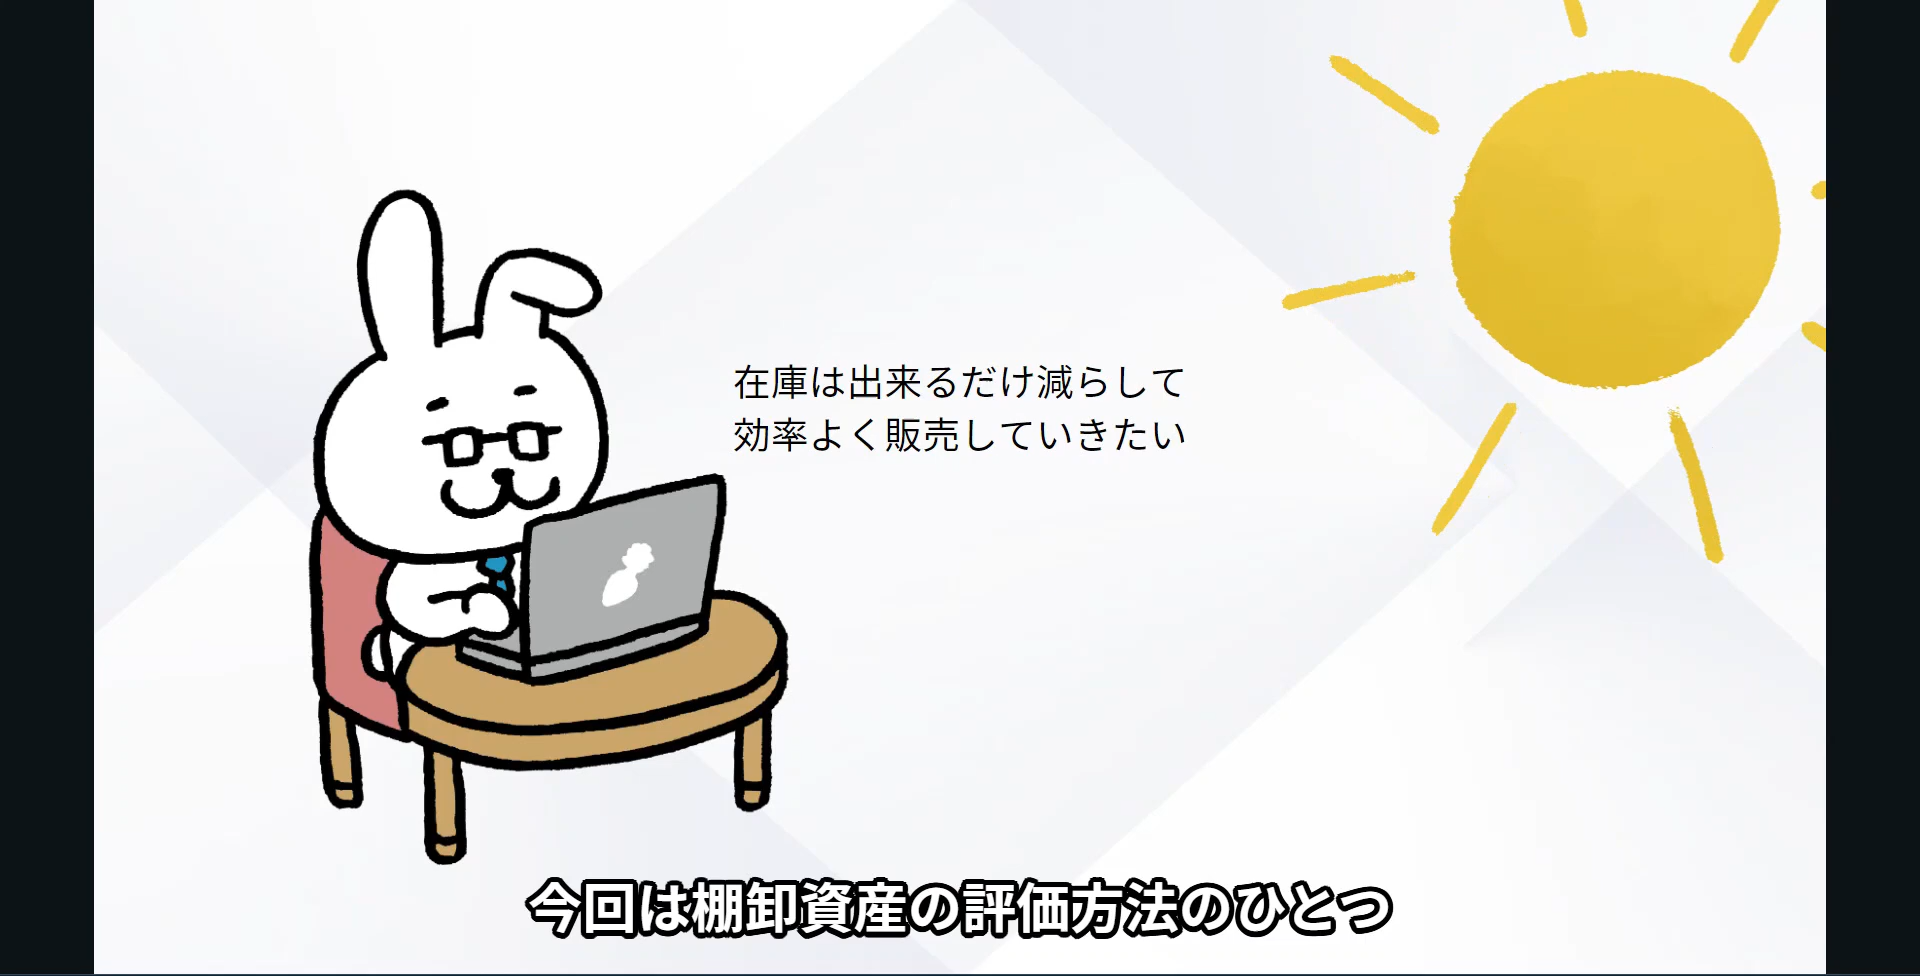 在庫は出来るだけ減らして
効率よく販売していきたい
今回は棚卸資産の評価方法のひとつ